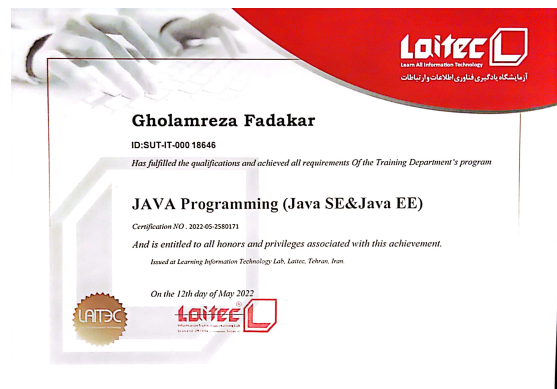 Laitec
Learn All Information Technology
آزمایشگاه یادگیری فناوری اطلاعات و ارتباطات
Gholamreza Fadakar
ID:SUT-IT-000 18646
Has fulfilled the qualifications and achieved all requirements Of the Training Department's program
JAVA Programming (Java SE&Java EE)
Certification NO . 2022-05-2580171
And is entitled to all honors and privileges associated with this achievement.
Issued at Learning Information Technology Lab, Laitec, Tehran, Iran.
On the 12th day of May 2022
LAITEC
Laitec